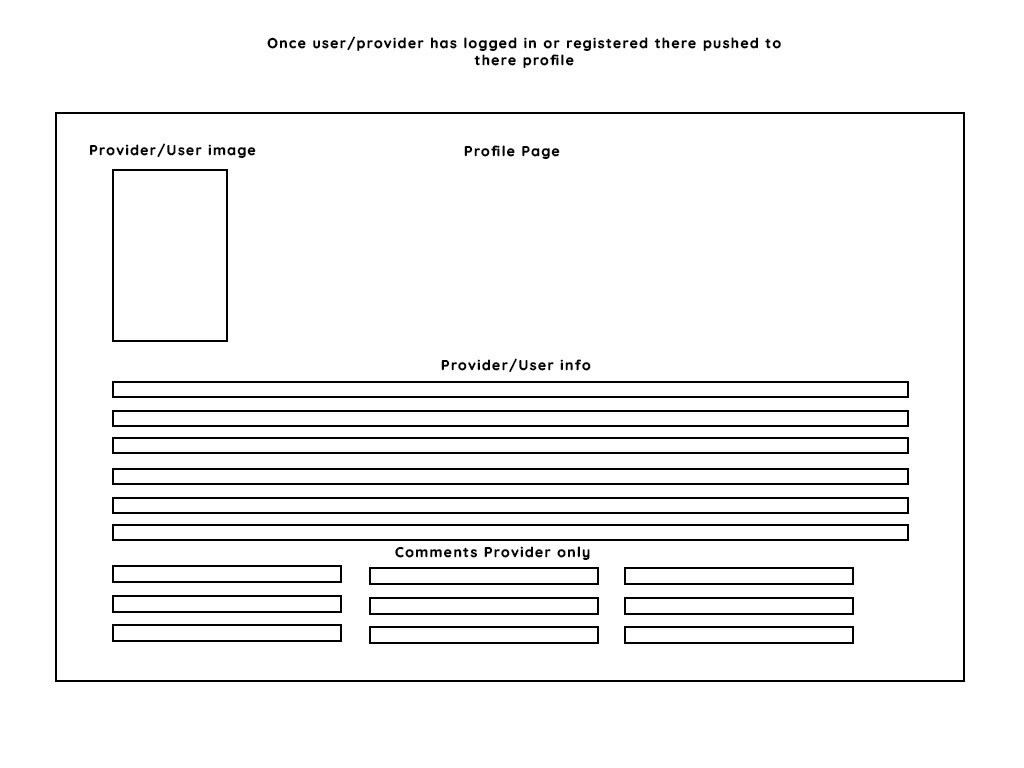 Once user/provider has logged in or registered there pushed to
there profile
Provider/User image
Profile Page
Provider/User info
Comments Provider only